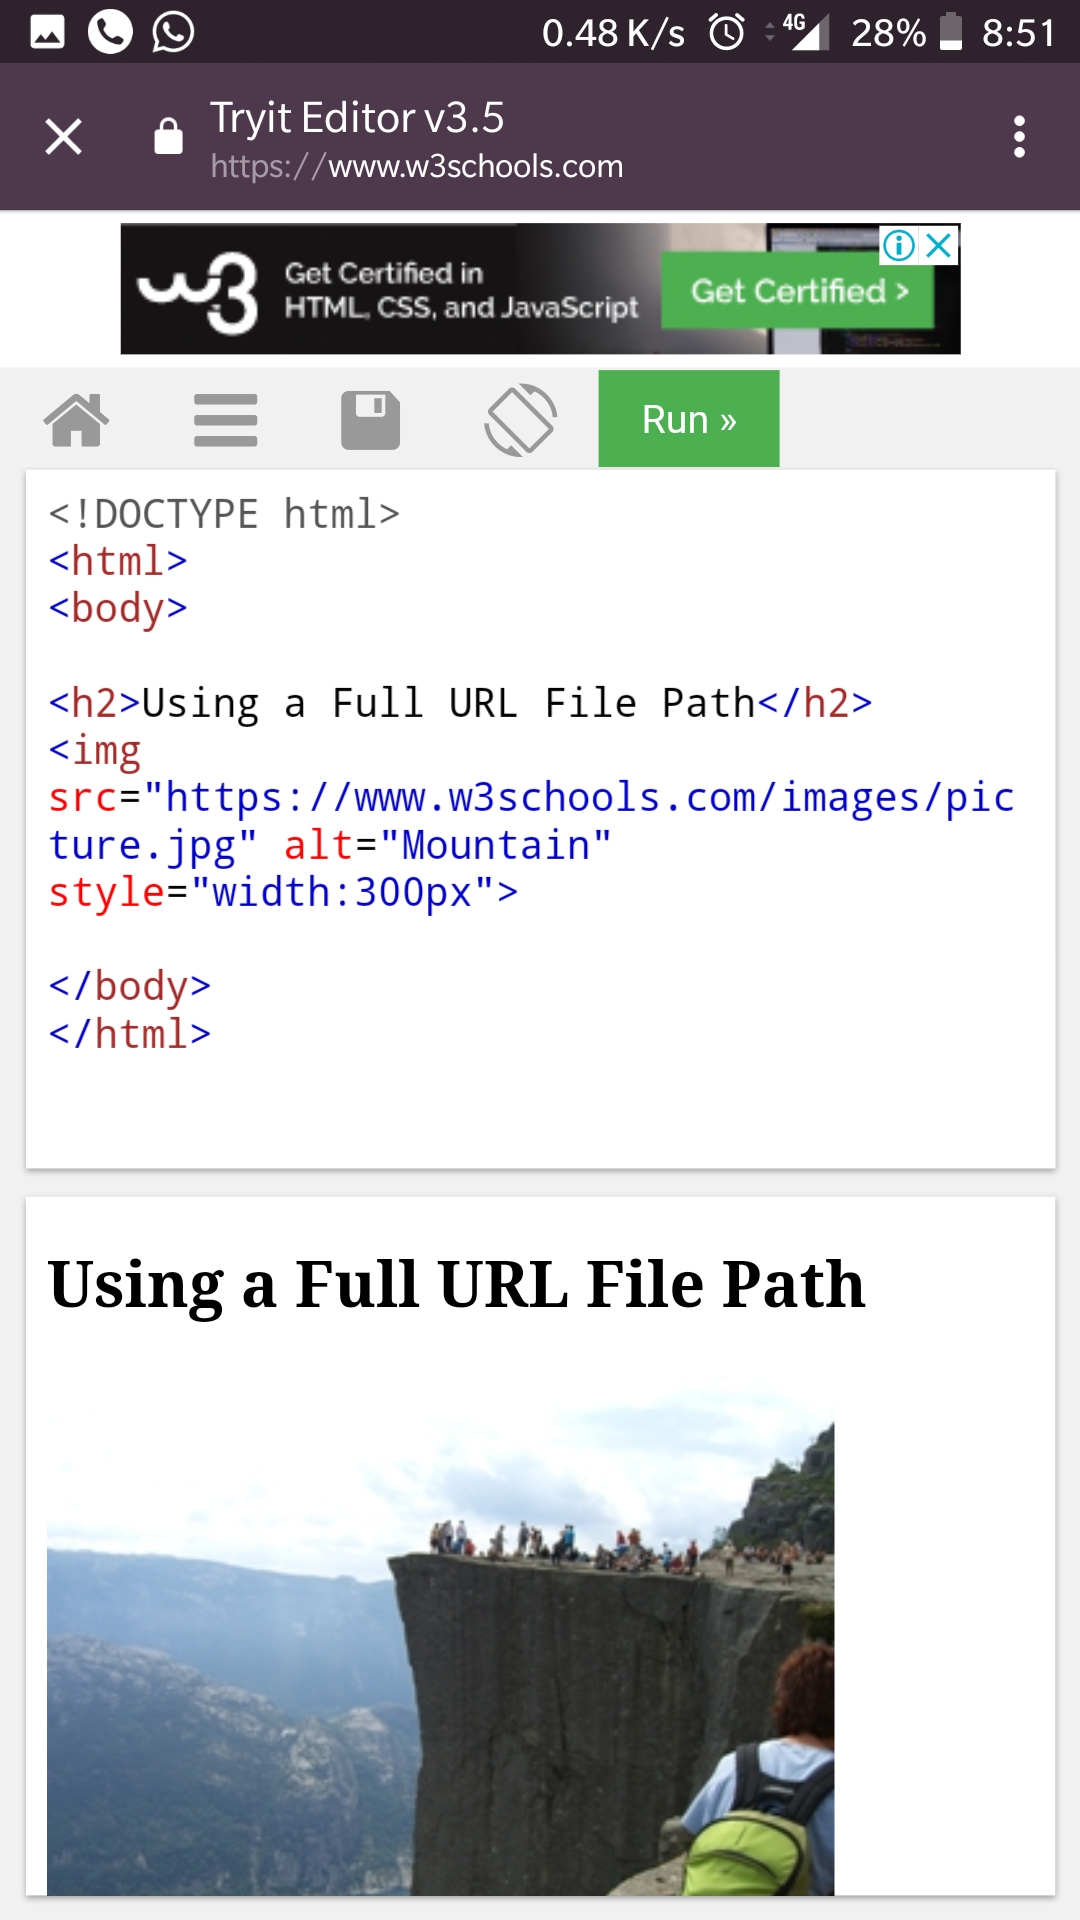 0.48 K/s 4G 28% 8:51
Tryit Editor v3.5
https://www.w3schools.com
w3 Get Certified in
HTML, CSS, and JavaScript
Get Certified >
Run »
<!DOCTYPE html>
<html>
<body>
<h2>Using a Full URL File Path</h2>
<img
src="https://www.w3schools.com/images/pic
ture.jpg" alt="Mountain"
style="width:300px">
</body>
</html>
Using a Full URL File Path